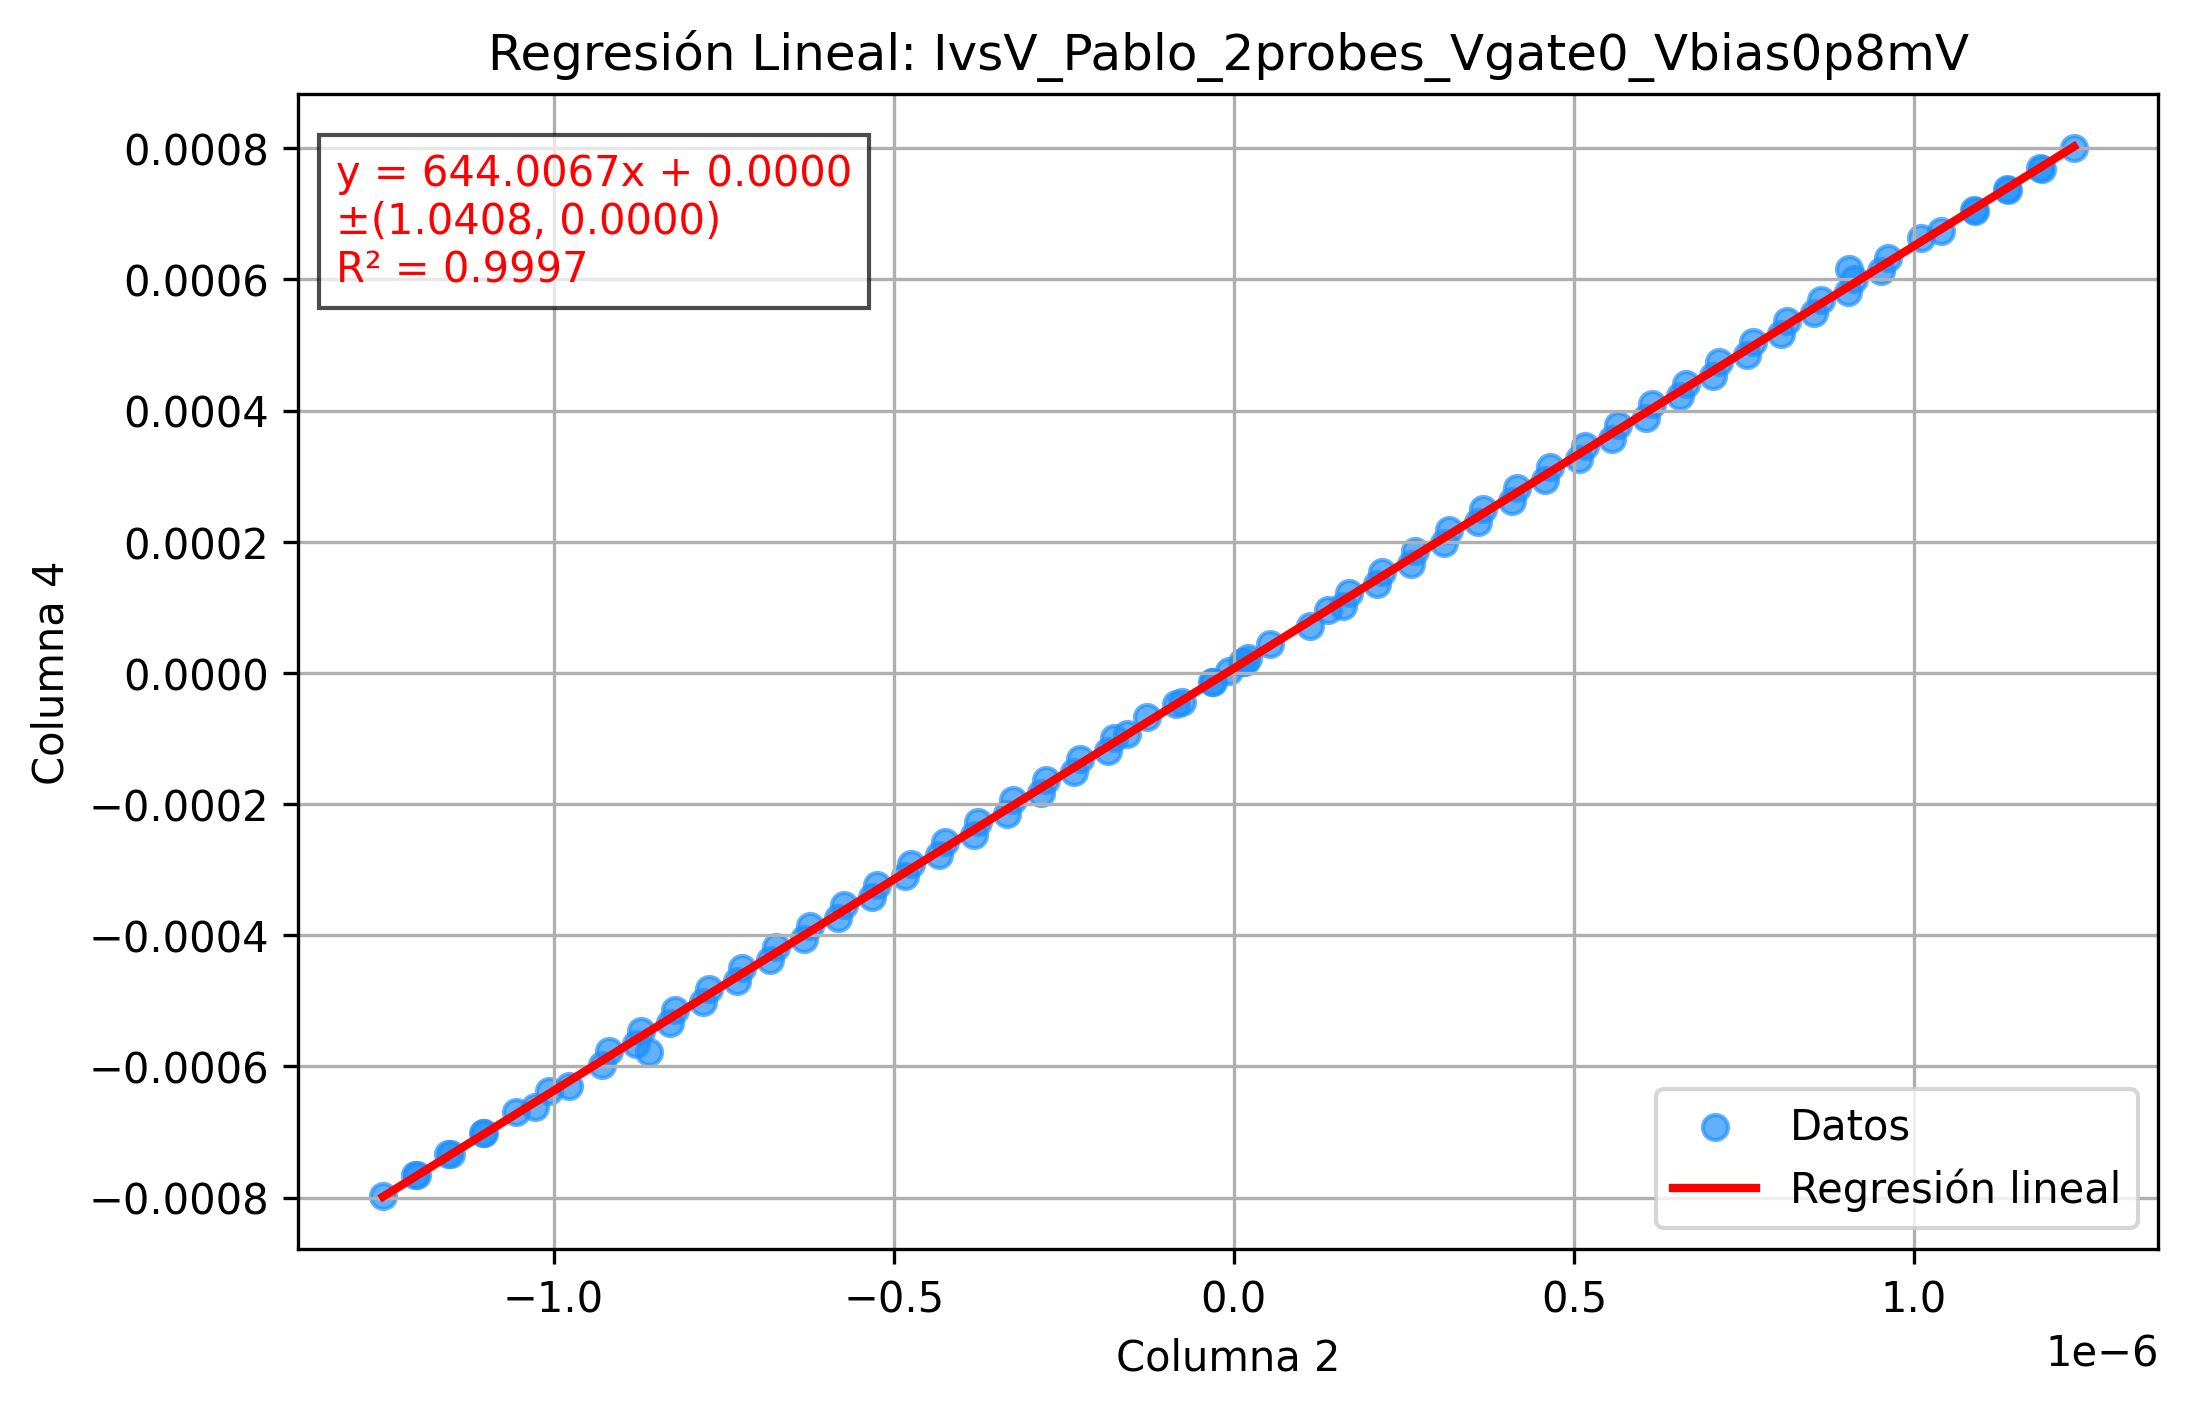 Regresión Lineal: IvsV_Pablo_2probes_Vgate0_Vbias0p8mV
y = 644.0067x + 0.0000
±(1.0408, 0.0000)
R² = 0.9997
0.0008
0.0006
0.0004
0.0002
0.0000
−0.0002
−0.0004
−0.0006
−0.0008
Columna 4
Datos
Regresión lineal
−1.0
−0.5
0.0
0.5
1.0
1e−6
Columna 2